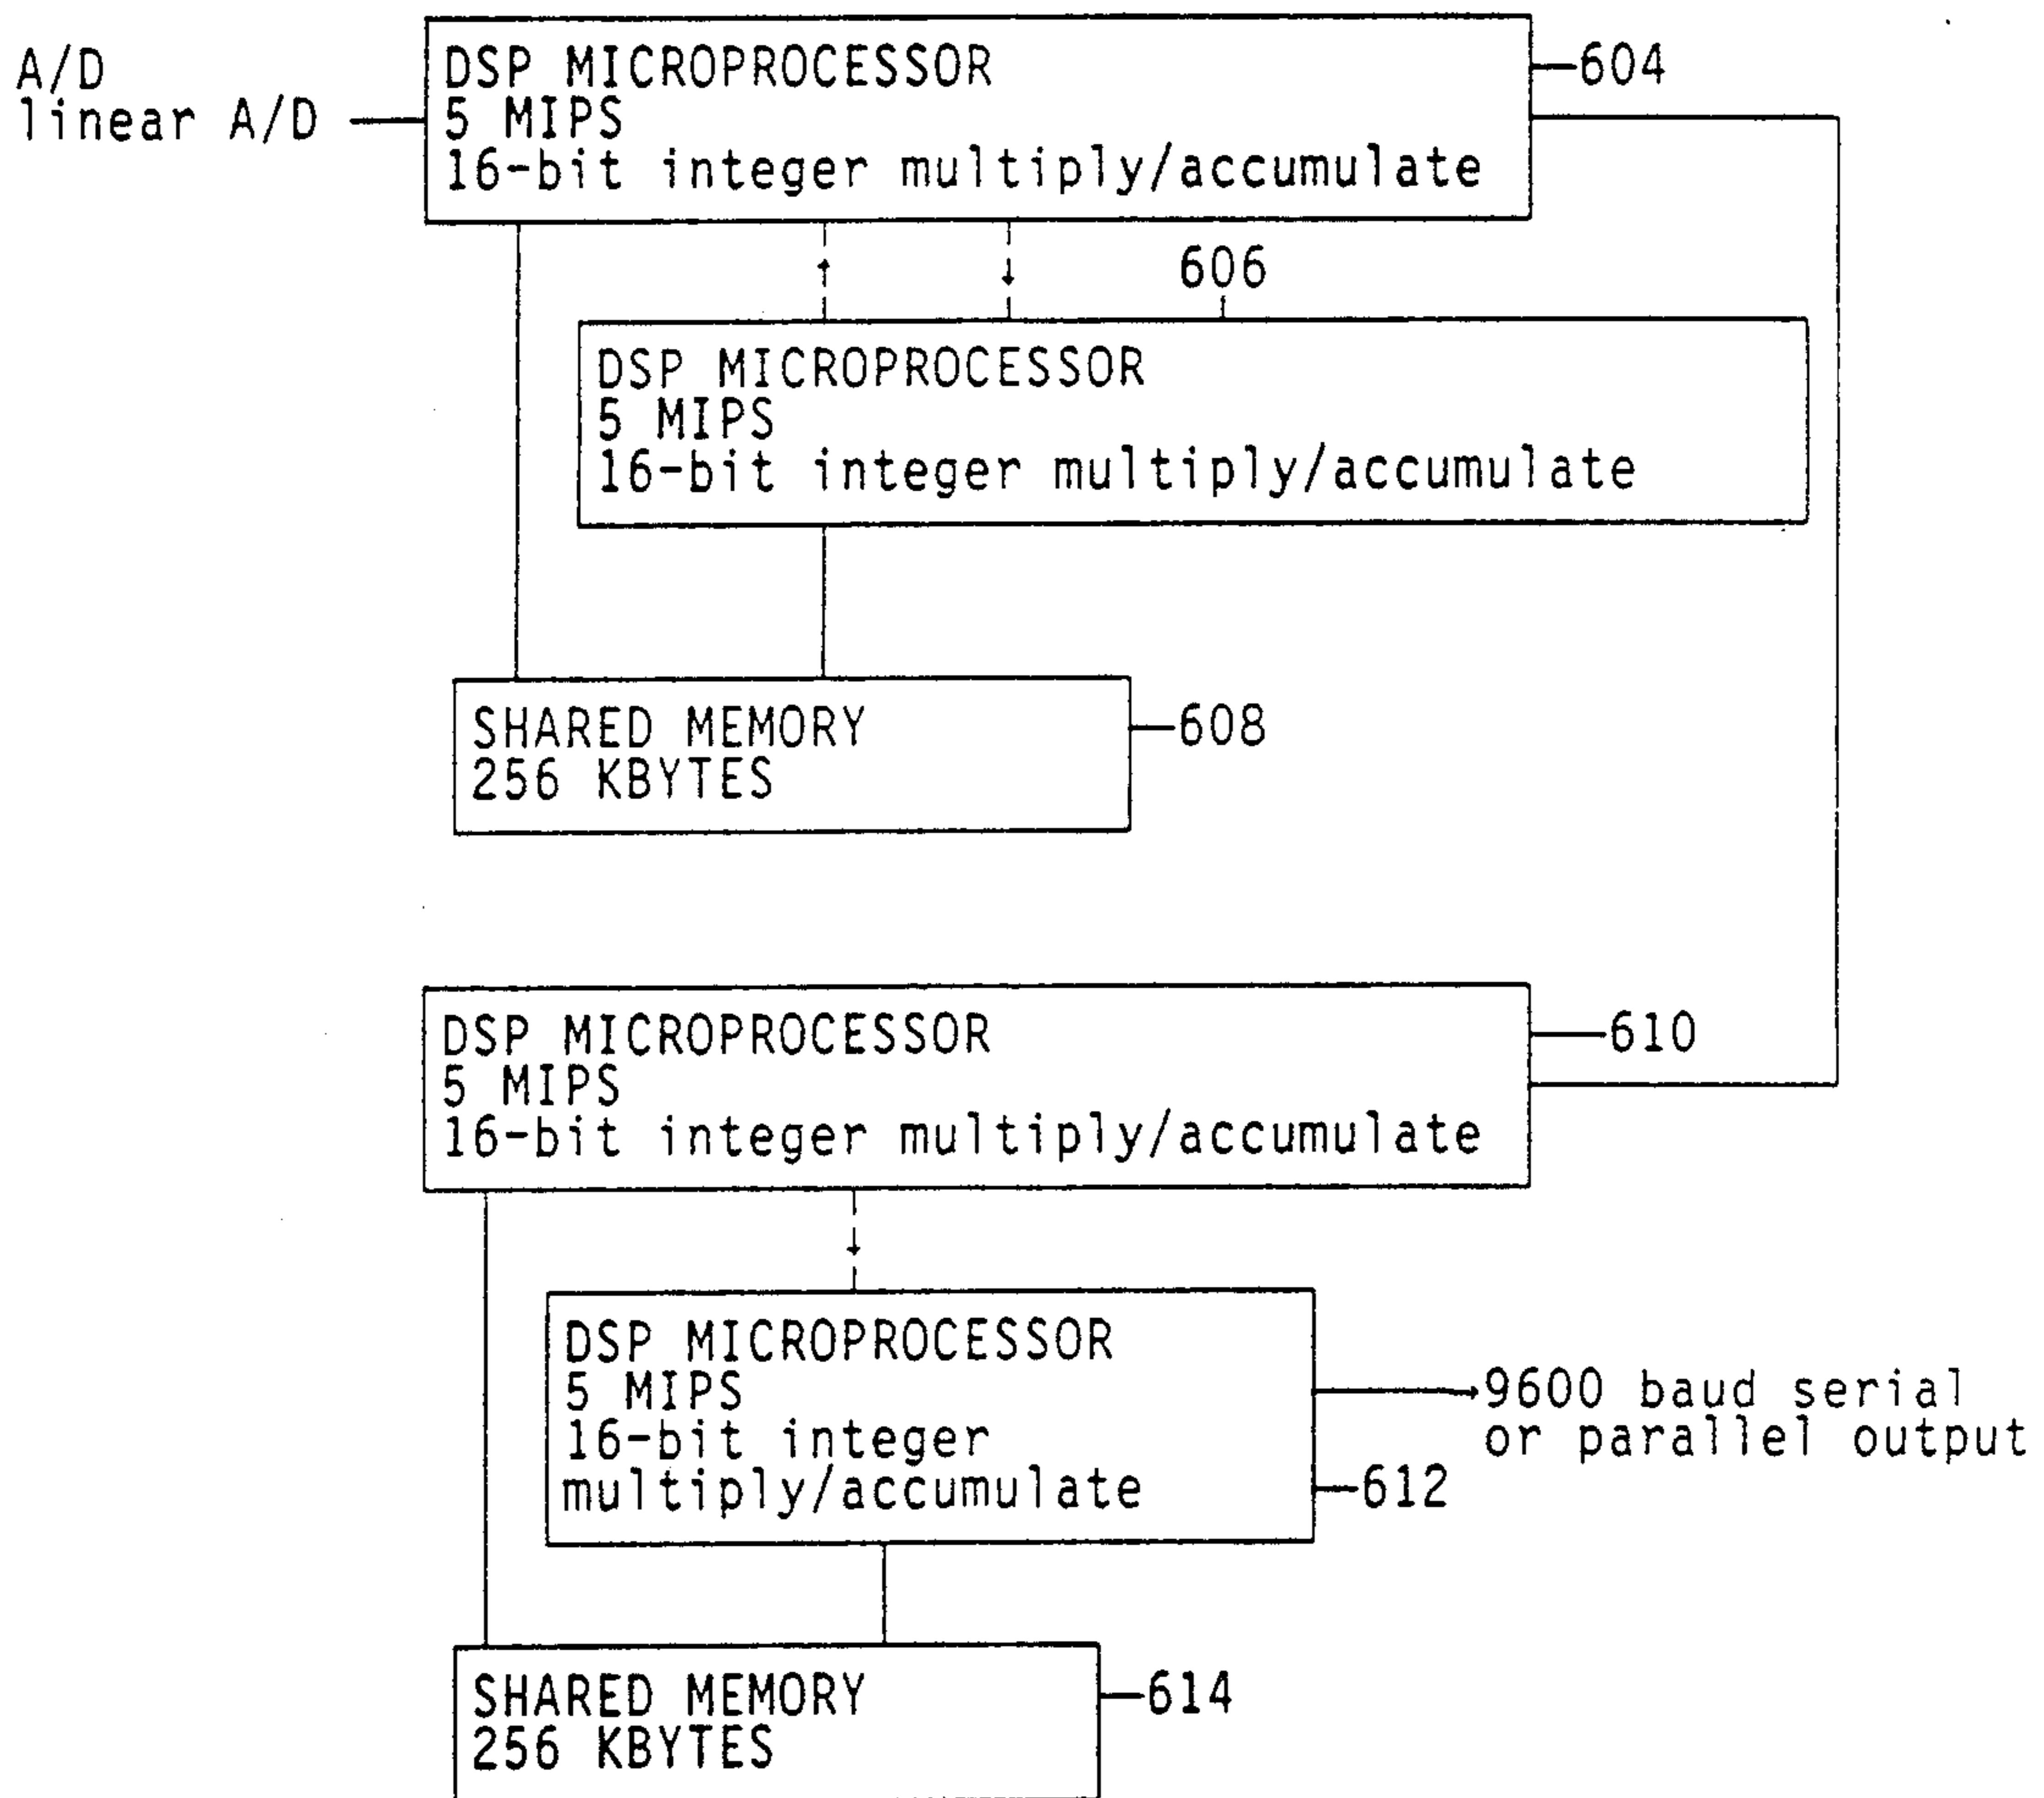 A/D
linear A/D
DSP MICROPROCESSOR
5 MIPS
16-bit integer multiply/accumulate
604
606
DSP MICROPROCESSOR
5 MIPS
16-bit integer multiply/accumulate
SHARED MEMORY
256 KBYTES
608
DSP MICROPROCESSOR
5 MIPS
16-bit integer multiply/accumulate
610
DSP MICROPROCESSOR
5 MIPS
16-bit integer
multiply/accumulate
9600 baud serial
or parallel output
612
SHARED MEMORY
256 KBYTES
614